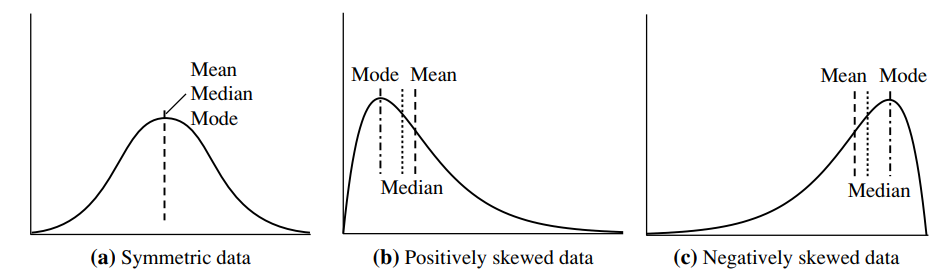 Mean
Median
Mode
(a) Symmetric data
Mode Mean
Median
(b) Positively skewed data
Mean Mode
Median
(c) Negatively skewed data